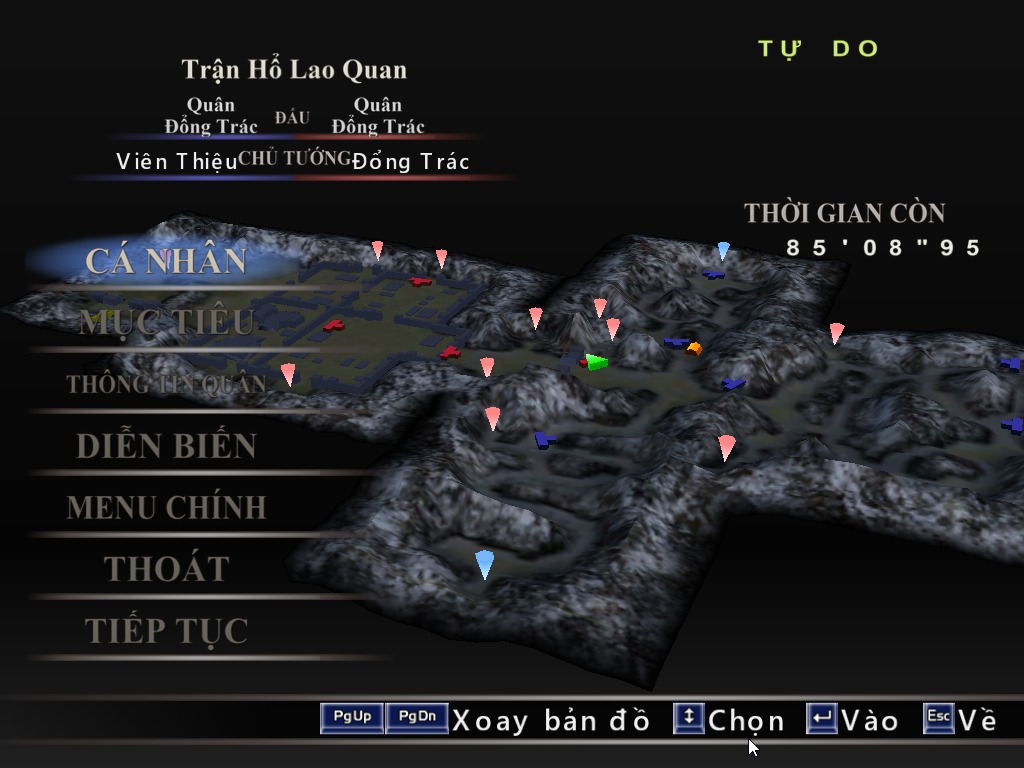 TỰ DO
Trận Hổ Lao Quan
Quân Đổng Trác ĐẤU Quân Đổng Trác
Viên Thiệu CHỦ TƯỚNG Đổng Trác
THỜI GIAN CÒN
85'08"95
CÁ NHÂN
MỤC TIÊU
THÔNG TIN QUÂN
DIỄN BIẾN
MENU CHÍNH
THOÁT
TIẾP TỤC
PgUp PgDn Xoay bản đồ ↕ Chọn ↵ Vào Esc Về